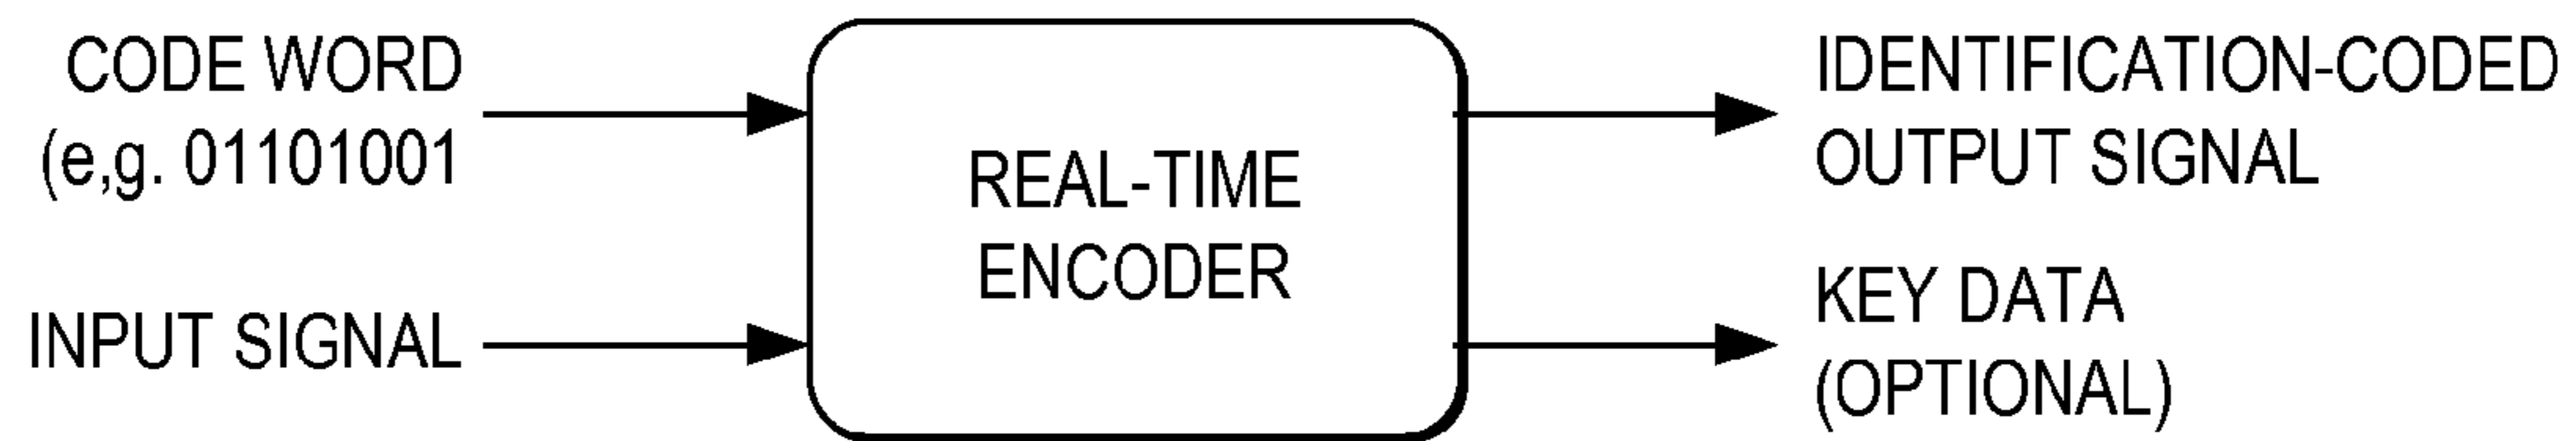 CODE WORD
(e,g. 01101001
INPUT SIGNAL
REAL-TIME
ENCODER
IDENTIFICATION-CODED
OUTPUT SIGNAL
KEY DATA
(OPTIONAL)